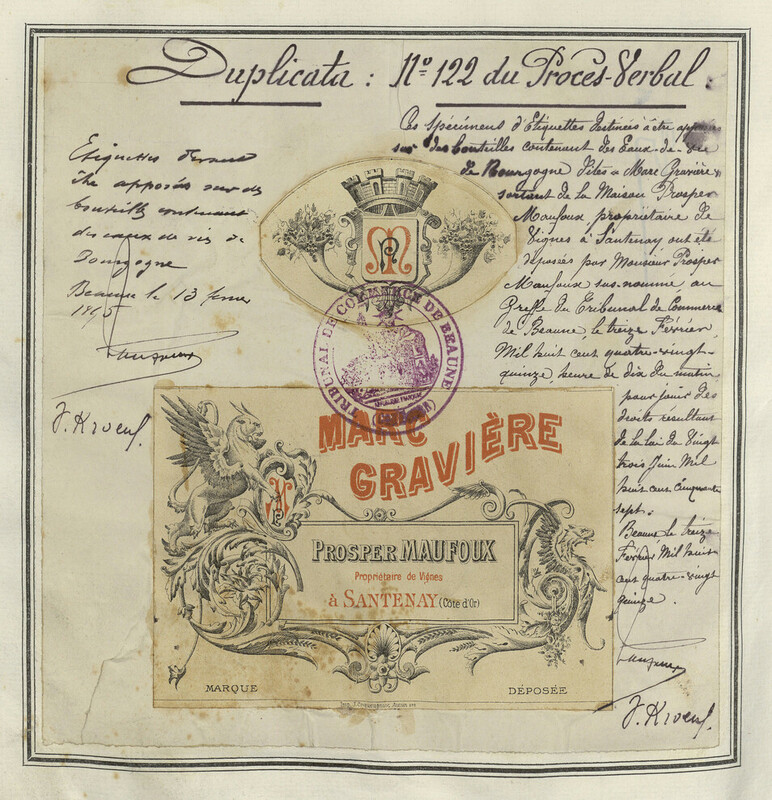 Duplicata : N° 122 du Procès-Verbal :
Ces Spécimens d'Etiquettes destinées à être apposées
sur des bouteilles contenant des Eaux-de-vie
de Bourgogne dites « Marc Gravière »
sortant de la Maison Prosper
Maufoux propriétaire de
Vignes à Santenay ont été
déposées par Monsieur Prosper
Maufoux sus-nommé, au
Greffe du Tribunal de Commerce
de Beaune, le treize Février,
Mil huit cent quatre-vingt-
quinze, heure de dix du matin
pour jouir des
droits résultant
de la loi du Vingt
trois Juin Mil
huit cent cinquante
sept.
Beaune le treize
Février Mil huit
cent quatre-vingt
quinze.
Etiquettes devant
être apposées sur des
bouteilles contenant
des eaux de vie de
Bourgogne
Beaune le 13 février
1895
TRIBUNAL DE COMMERCE DE BEAUNE
MARC
GRAVIÈRE
PROSPER MAUFOUX
Propriétaire de Vignes
à SANTENAY (Côte d'Or)
MARQUE DÉPOSÉE